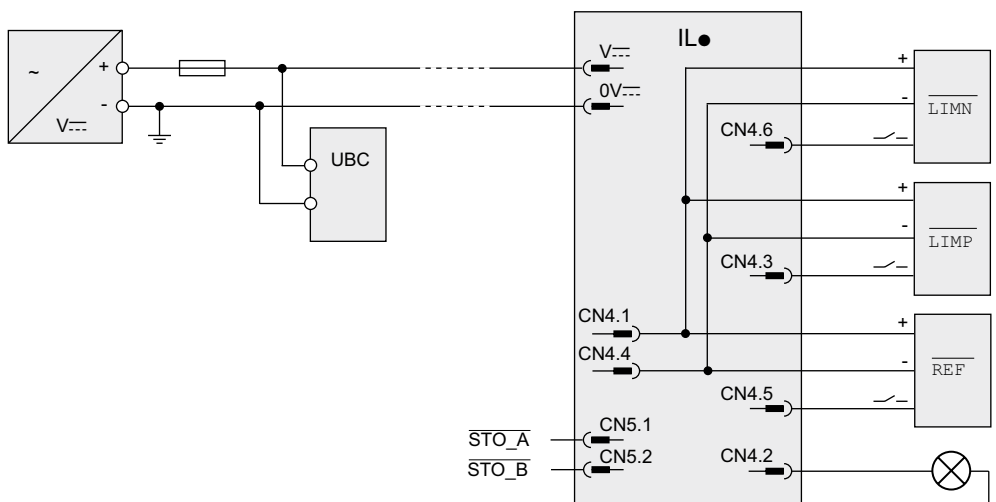 ~
+
-
V⎓
UBC
IL●
V⎓
0V⎓
CN4.6
+
-
LIMN
CN4.3
+
-
LIMP
CN4.1
CN4.4
CN4.5
+
-
REF
STO_A
CN5.1
STO_B
CN5.2
CN4.2